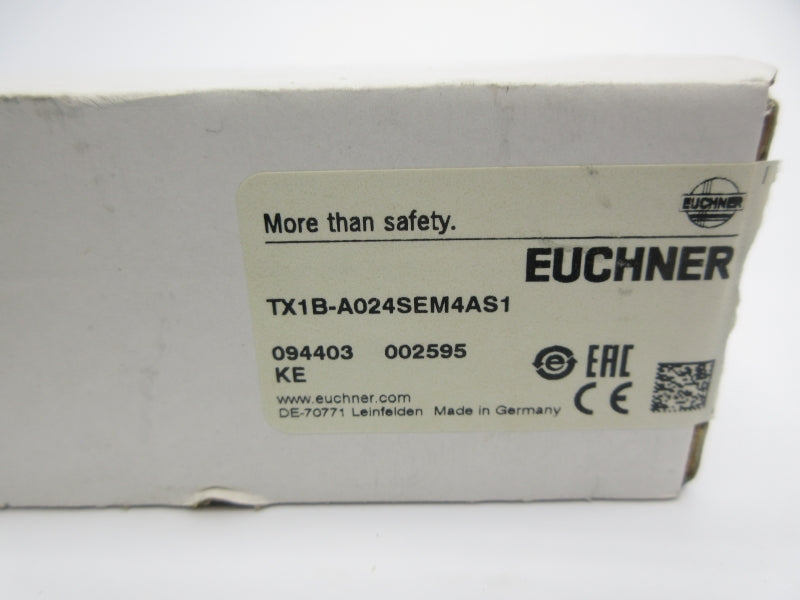 EUCHNER
More than safety.
EUCHNER
TX1B-A024SEM4AS1
094403 002595
KE
e EAC
CE
www.euchner.com
DE-70771 Leinfelden Made in Germany